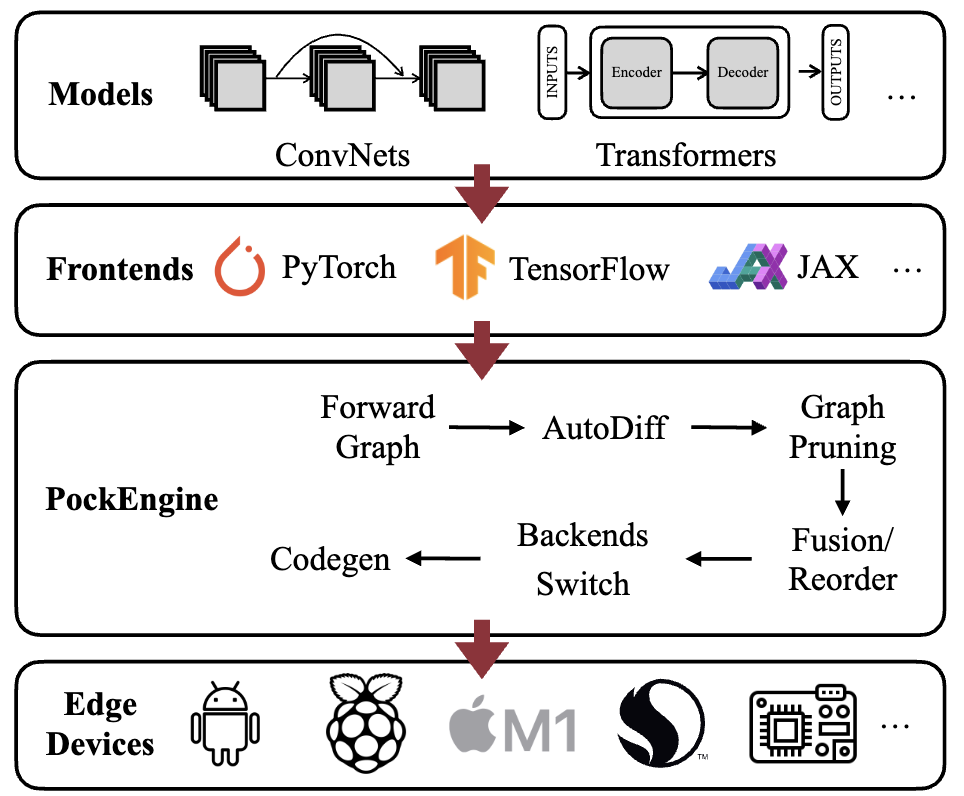 Models
INPUTS
Encoder
Decoder
OUTPUTS
...
ConvNets
Transformers
Frontends
PyTorch
TensorFlow
JAX
...
Forward
Graph
AutoDiff
Graph
Pruning
PockEngine
Fusion/
Reorder
Backends
Switch
Codegen
Edge
Devices
M1
TM
...